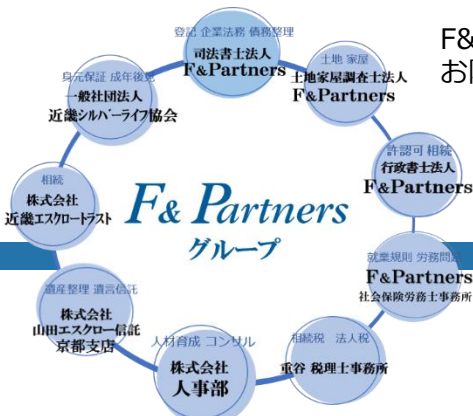 F&
お
登記 企業法務 債務整理
司法書士法人
F&Partners
土地 家屋
土地家屋調査士法人
F&Partners
許認可 相続
行政書士法人
F&Partners
就業規則 労務問題
F&Partners
社会保険労務士事務所
相続税 法人税
重谷 税理士事務所
人材育成 コンサル
株式会社
人事部
遺産整理 遺言信託
株式会社
山田エスクロー信託
京都支店
相続
株式会社
近畿エスクロートラスト
身元保証 成年後見
一般社団法人
近畿シルバーライフ協会
F& Partners
グループ